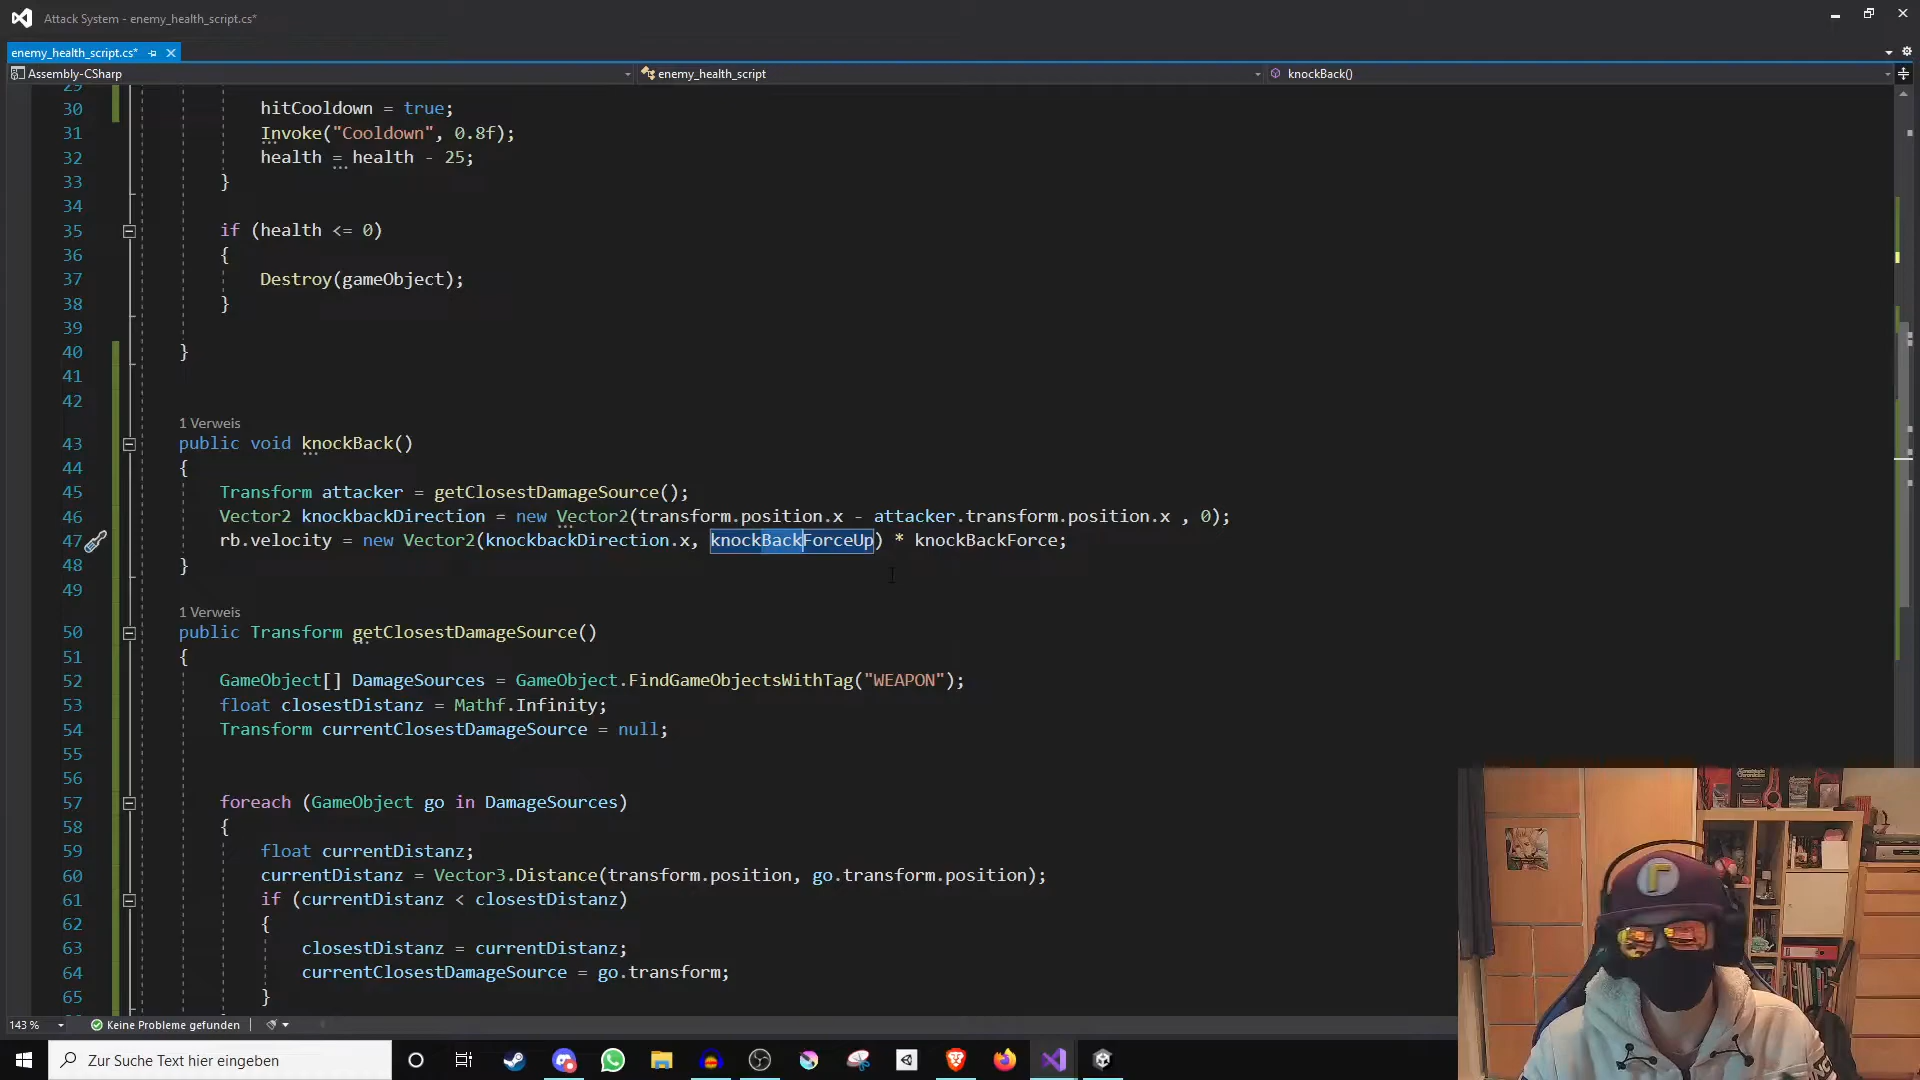 Attack System - enemy_health_script.cs*
enemy_health_script.cs*
Assembly-CSharp
enemy_health_script
knockBack()
29
30 hitCooldown = true;
31 Invoke("Cooldown", 0.8f);
32 health = health - 25;
33 }
34
35 if (health <= 0)
36 {
37 Destroy(gameObject);
38 }
39
40 }
41
42
1 Verweis
43 public void knockBack()
44 {
45 Transform attacker = getClosestDamageSource();
46 Vector2 knockbackDirection = new Vector2(transform.position.x - attacker.transform.position.x , 0);
47 rb.velocity = new Vector2(knockbackDirection.x, knockBackForceUp) * knockBackForce;
48 }
49
1 Verweis
50 public Transform getClosestDamageSource()
51 {
52 GameObject[] DamageSources = GameObject.FindGameObjectsWithTag("WEAPON");
53 float closestDistanz = Mathf.Infinity;
54 Transform currentClosestDamageSource = null;
55
56
57 foreach (GameObject go in DamageSources)
58 {
59 float currentDistanz;
60 currentDistanz = Vector3.Distance(transform.position, go.transform.position);
61 if (currentDistanz < closestDistanz)
62 {
63 closestDistanz = currentDistanz;
64 currentClosestDamageSource = go.transform;
65 }
143 %
Keine Probleme gefunden
Zur Suche Text hier eingeben